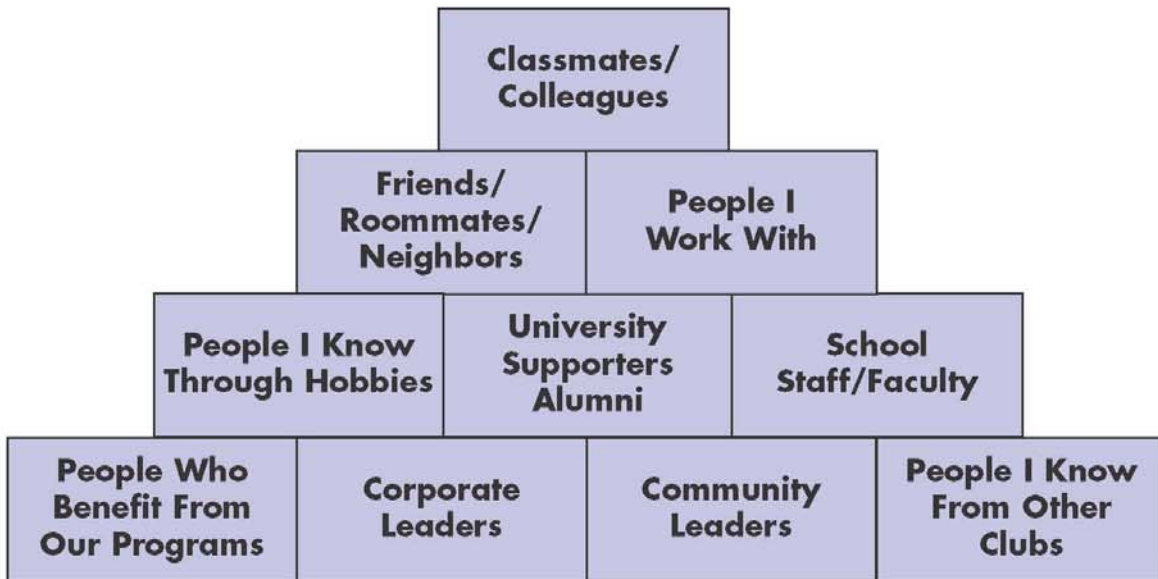 Classmates/
Colleagues
Friends/
Roommates/
Neighbors
People I
Work With
People I Know
Through Hobbies
University
Supporters
Alumni
School
Staff/Faculty
People Who
Benefit From
Our Programs
Corporate
Leaders
Community
Leaders
People I Know
From Other
Clubs